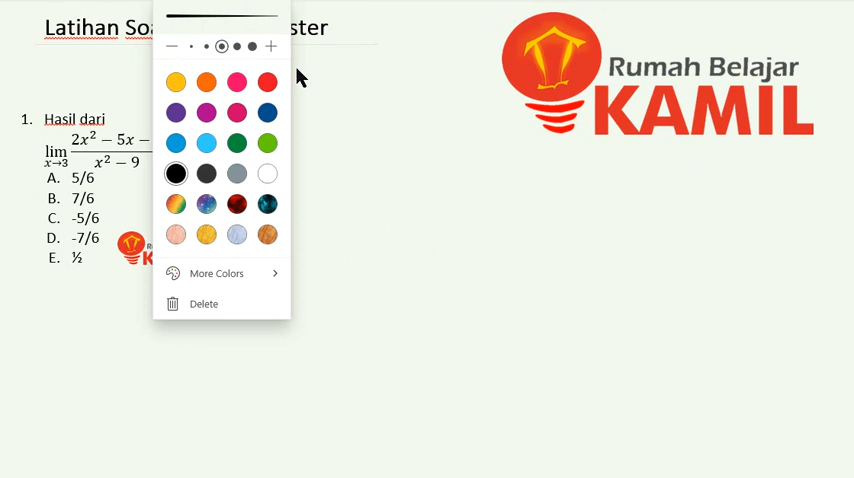 Latihan Soa ster
Rumah Belajar
KAMIL
1. Hasil dari
lim x→3 2x² − 5x − / x² − 9
A. 5/6
B. 7/6
C. -5/6
D. -7/6
E. ½
More Colors
Delete